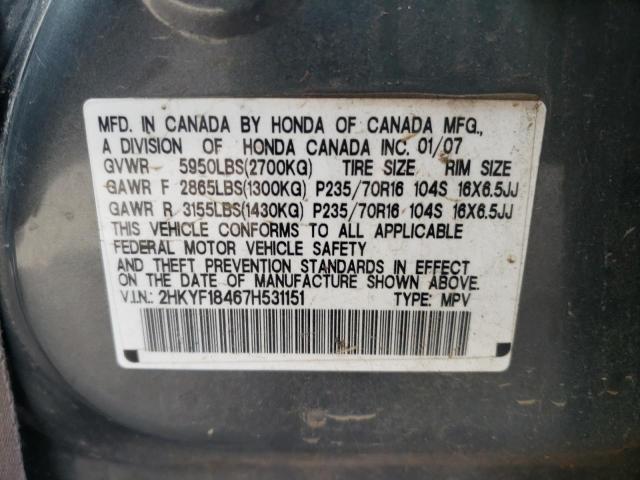 MFD. IN CANADA BY HONDA OF CANADA MFG.,
A DIVISION OF HONDA CANADA INC. 01/07
GVWR 5950LBS(2700KG) TIRE SIZE RIM SIZE
GAWR F 2865LBS(1300KG) P235/70R16 104S 16X6.5JJ
GAWR R 3155LBS(1430KG) P235/70R16 104S 16X6.5JJ
THIS VEHICLE CONFORMS TO ALL APPLICABLE
FEDERAL MOTOR VEHICLE SAFETY
AND THEFT PREVENTION STANDARDS IN EFFECT
ON THE DATE OF MANUFACTURE SHOWN ABOVE.
V.I.N.: 2HKYF18467H531151 TYPE: MPV